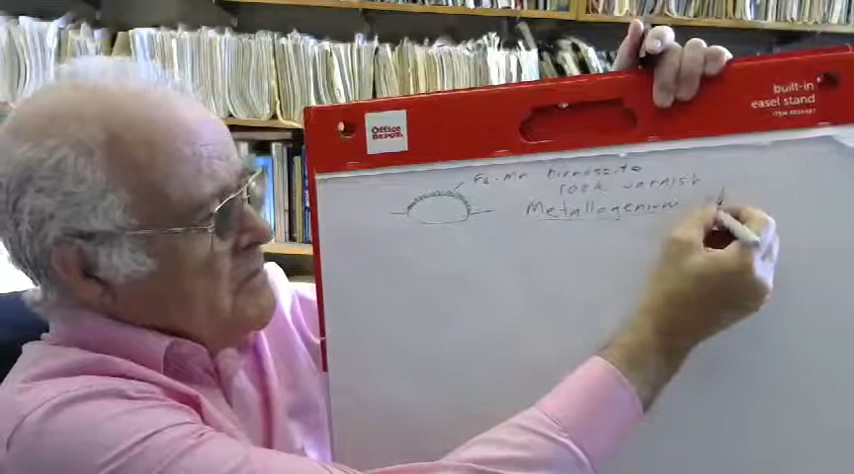 Office
DEPOT
built-in
easel stand
Fe-Mn Birnessite
rock varnish
Metallogenium